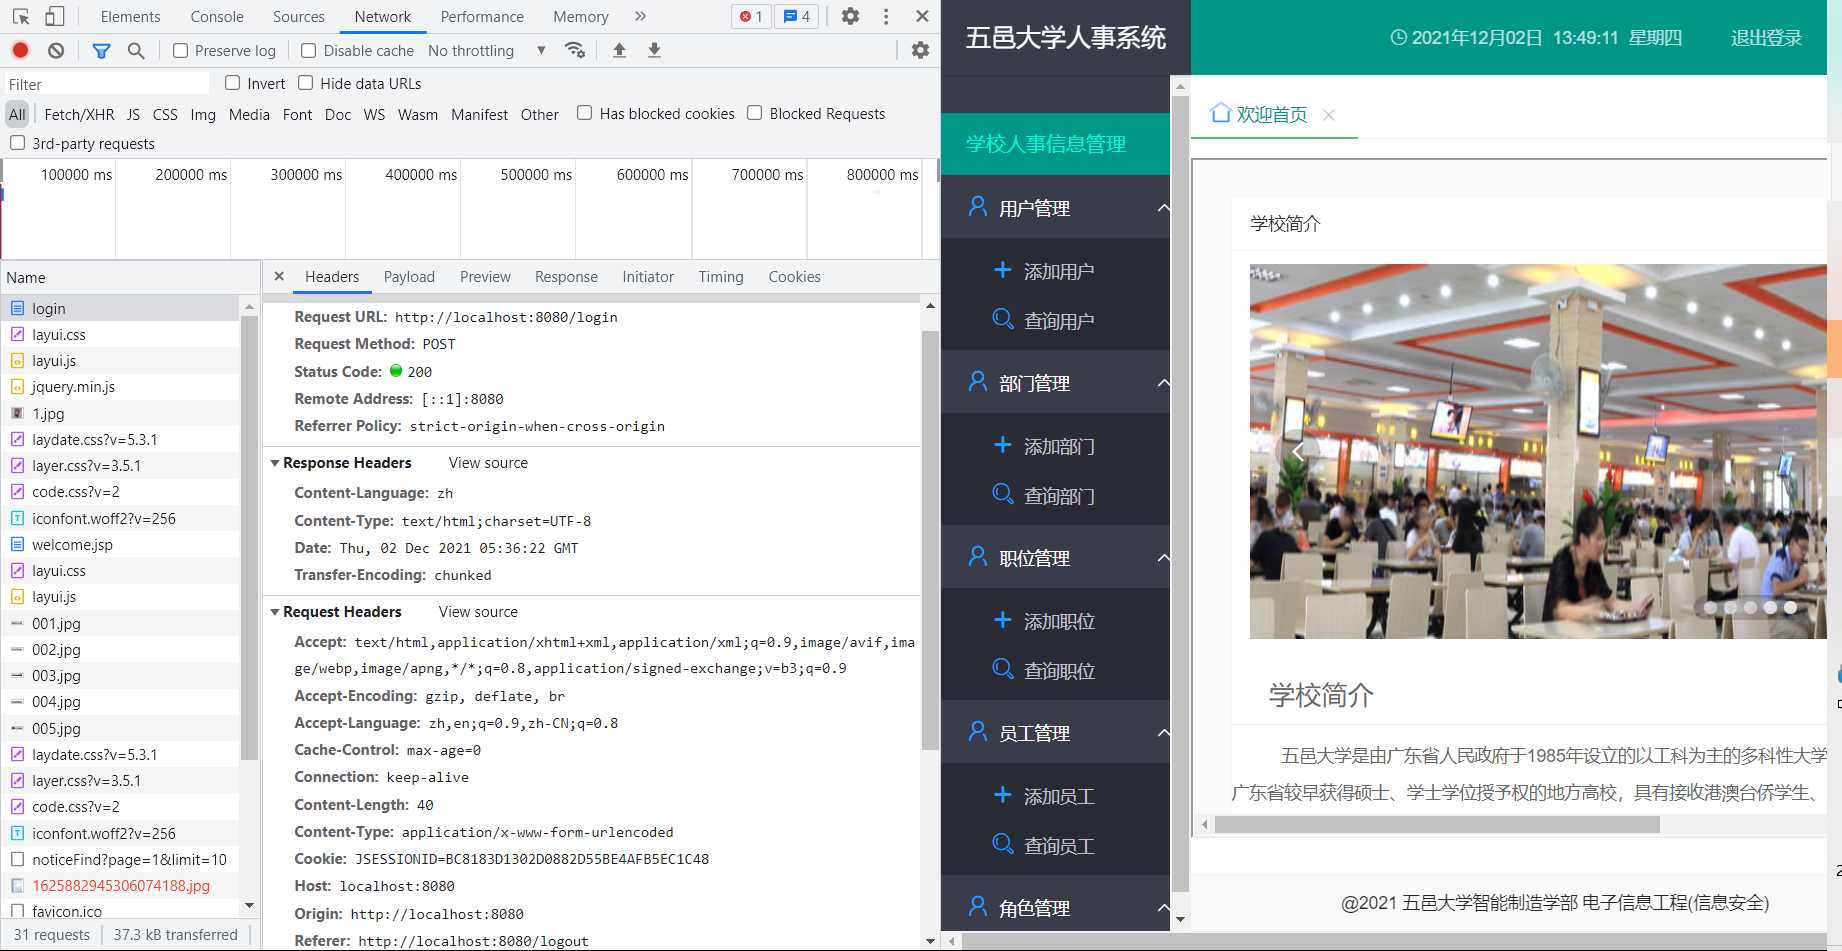 Elements Console Sources Network Performance Memory 1 4
Preserve log Disable cache No throttling
Filter Invert Hide data URLs
All Fetch/XHR JS CSS Img Media Font Doc WS Wasm Manifest Other Has blocked cookies Blocked Requests
3rd-party requests
100000 ms 200000 ms 300000 ms 400000 ms 500000 ms 600000 ms 700000 ms 800000 ms
Name
login
layui.css
layui.js
jquery.min.js
1.jpg
laydate.css?v=5.3.1
layer.css?v=3.5.1
code.css?v=2
iconfont.woff2?v=256
welcome.jsp
layui.css
layui.js
001.jpg
002.jpg
003.jpg
004.jpg
005.jpg
laydate.css?v=5.3.1
layer.css?v=3.5.1
code.css?v=2
iconfont.woff2?v=256
noticeFind?page=1&limit=10
1625882945306074188.jpg
favicon.ico
31 requests 37.3 kB transferred
Headers Payload Preview Response Initiator Timing Cookies
Request URL: http://localhost:8080/login
Request Method: POST
Status Code: 200
Remote Address: [::1]:8080
Referrer Policy: strict-origin-when-cross-origin
Response Headers View source
Content-Language: zh
Content-Type: text/html;charset=UTF-8
Date: Thu, 02 Dec 2021 05:36:22 GMT
Transfer-Encoding: chunked
Request Headers View source
Accept: text/html,application/xhtml+xml,application/xml;q=0.9,image/avif,ima
ge/webp,image/apng,*/*;q=0.8,application/signed-exchange;v=b3;q=0.9
Accept-Encoding: gzip, deflate, br
Accept-Language: zh,en;q=0.9,zh-CN;q=0.8
Cache-Control: max-age=0
Connection: keep-alive
Content-Length: 40
Content-Type: application/x-www-form-urlencoded
Cookie: JSESSIONID=BC8183D1302D0882D55BE4AFB5EC1C48
Host: localhost:8080
Origin: http://localhost:8080
Referer: http://localhost:8080/logout
五邑大学人事系统
2021年12月02日 13:49:11 星期四 退出登录
学校人事信息管理
用户管理
添加用户
查询用户
部门管理
添加部门
查询部门
职位管理
添加职位
查询职位
员工管理
添加员工
查询员工
角色管理
欢迎首页
学校简介
学校简介
五邑大学是由广东省人民政府于1985年设立的以工科为主的多科性大学
广东省较早获得硕士、学士学位授予权的地方高校，具有接收港澳台侨学生、
@2021 五邑大学智能制造学部 电子信息工程(信息安全)